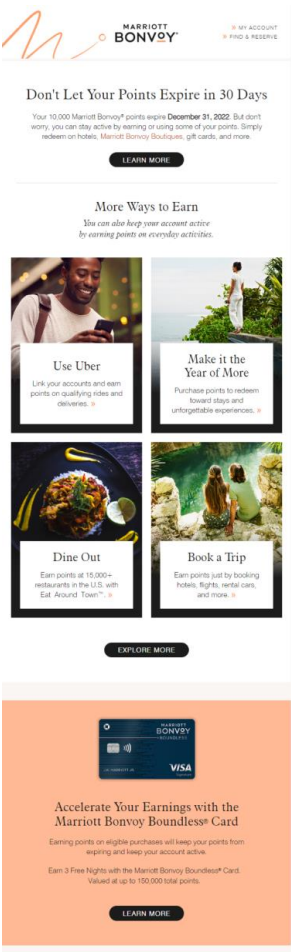 MARRIOTT
BONVOY®
» MY ACCOUNT
» FIND & RESERVE
Don't Let Your Points Expire in 30 Days
Your 10,000 Marriott Bonvoy® points expire December 31, 2022. But don't
worry, you can stay active by earning or using some of your points. Simply
redeem on hotels, Marriott Bonvoy Boutiques, gift cards, and more.
LEARN MORE
More Ways to Earn
You can also keep your account active
by earning points on everyday activities.
Use Uber
Link your accounts and earn
points on qualifying rides and
deliveries. »
Make it the
Year of More
Purchase points to redeem
toward stays and
unforgettable experiences. »
Dine Out
Earn points at 15,000+
restaurants in the U.S. with
Eat Around Town™. »
Book a Trip
Earn points just by booking
hotels, flights, rental cars,
and more. »
EXPLORE MORE
MARRIOTT
BONVOY
BOUNDLESS
VISA
Accelerate Your Earnings with the
Marriott Bonvoy Boundless® Card
Earning points on eligible purchases will keep your points from
expiring and keep your account active.
Earn 3 Free Nights with the Marriott Bonvoy Boundless® Card.
Valued at up to 150,000 total points.
LEARN MORE